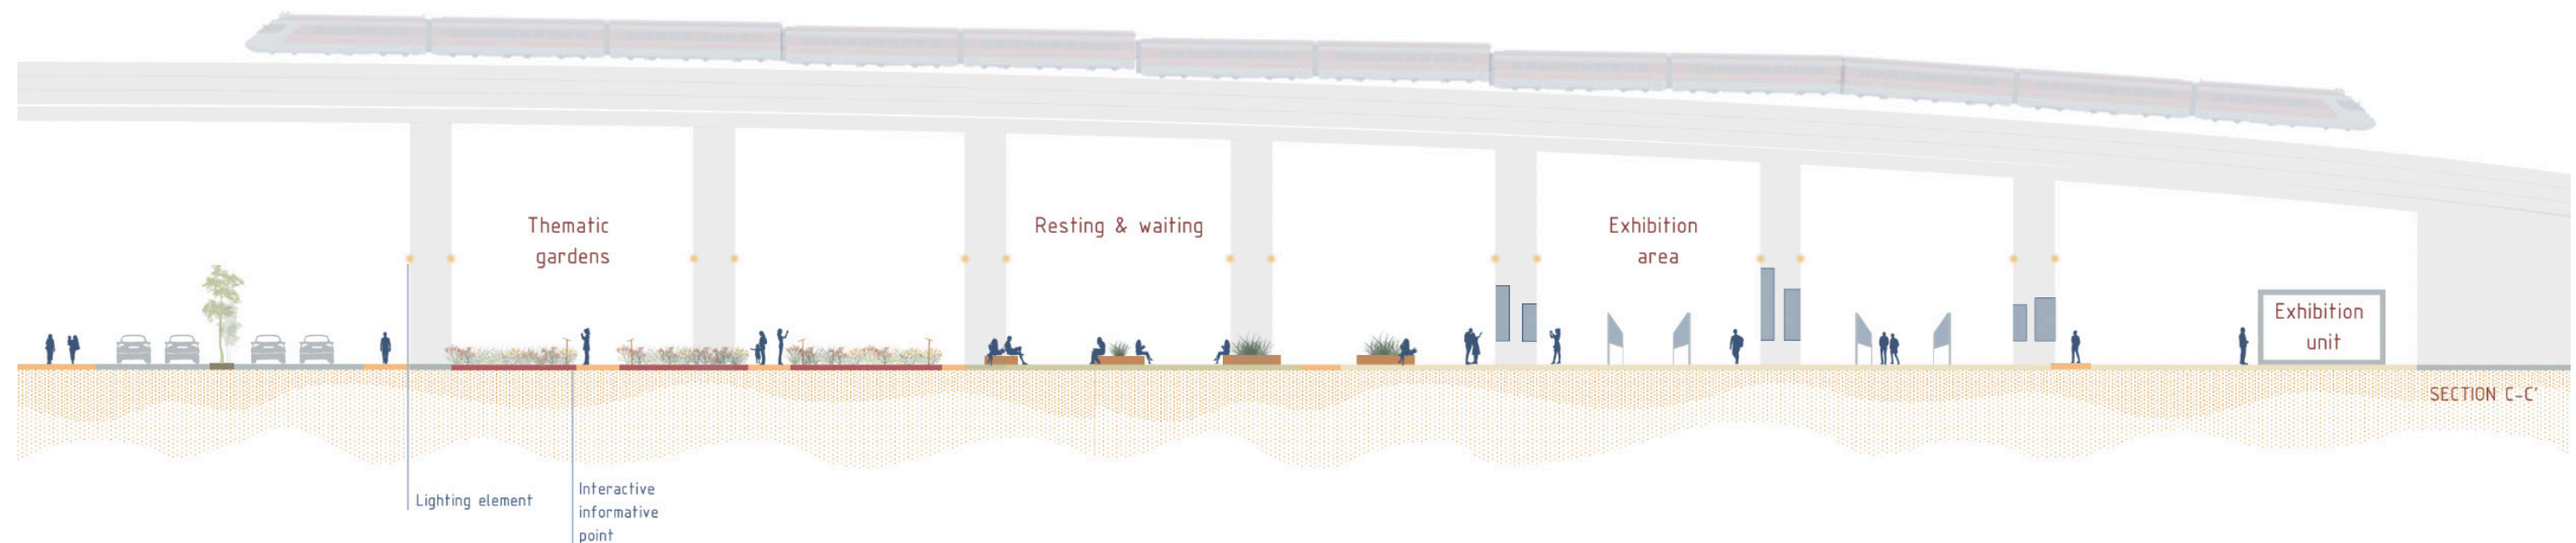 Thematic
gardens
Resting & waiting
Exhibition
area
Exhibition
unit
SECTION C-C'
Lighting element
Interactive
informative
point